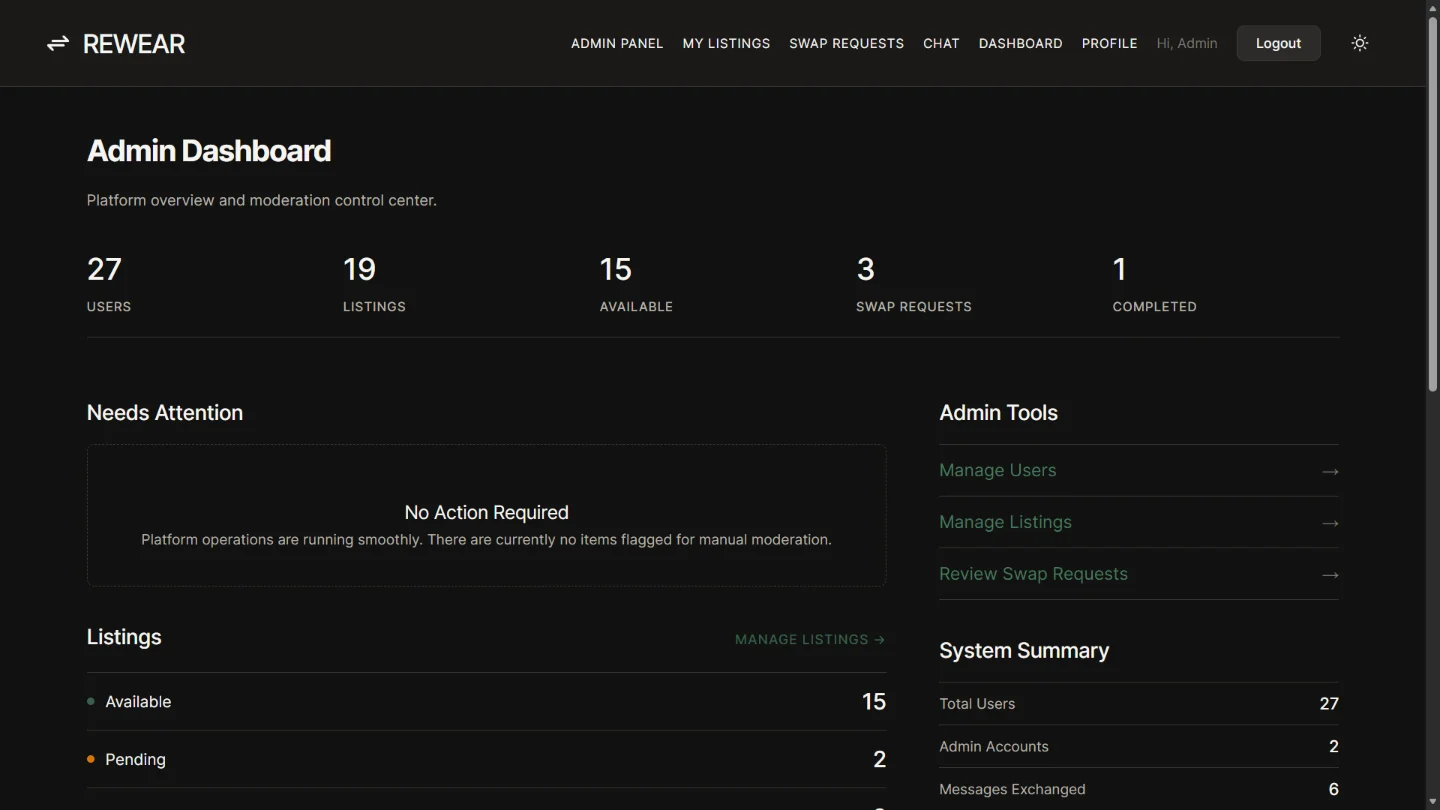 REWEAR
ADMIN PANEL MY LISTINGS SWAP REQUESTS CHAT DASHBOARD PROFILE Hi, Admin Logout
Admin Dashboard
Platform overview and moderation control center.
27 19 15 3 1
USERS LISTINGS AVAILABLE SWAP REQUESTS COMPLETED
Needs Attention
No Action Required
Platform operations are running smoothly. There are currently no items flagged for manual moderation.
Listings MANAGE LISTINGS →
Available 15
Pending 2
Admin Tools
Manage Users →
Manage Listings →
Review Swap Requests →
System Summary
Total Users 27
Admin Accounts 2
Messages Exchanged 6